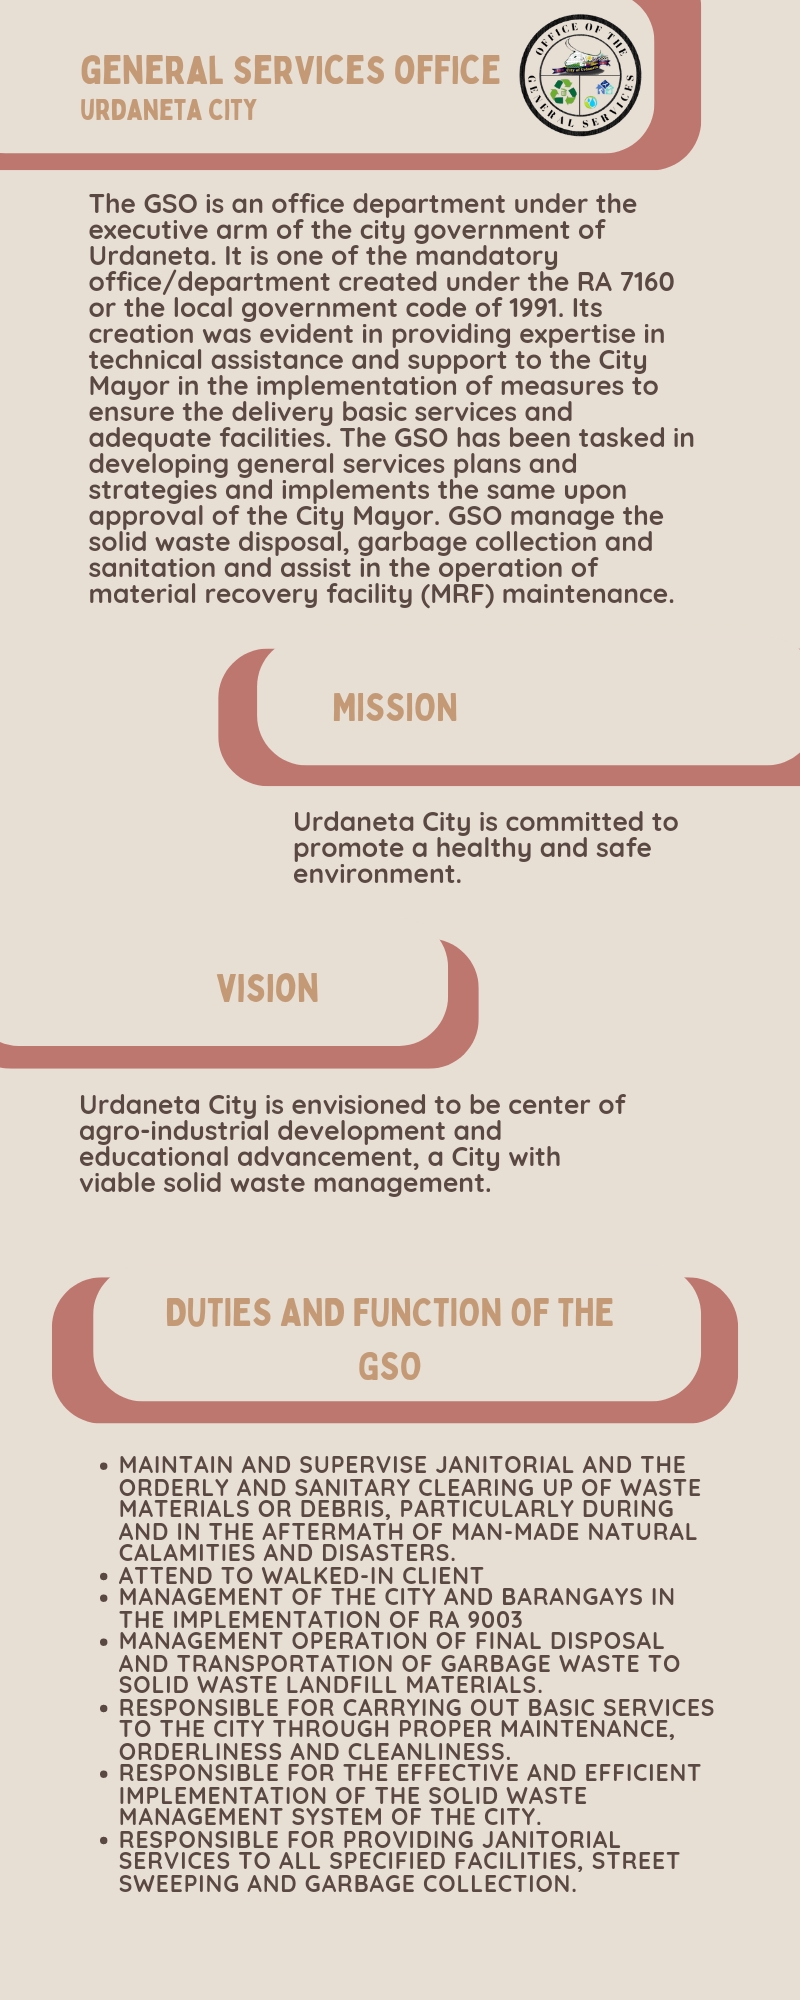 GENERAL SERVICES OFFICE
URDANETA CITY
OFFICE OF THE
GENERAL SERVICES
The GSO is an office department under the
executive arm of the city government of
Urdaneta. It is one of the mandatory
office/department created under the RA 7160
or the local government code of 1991. Its
creation was evident in providing expertise in
technical assistance and support to the City
Mayor in the implementation of measures to
ensure the delivery basic services and
adequate facilities. The GSO has been tasked in
developing general services plans and
strategies and implements the same upon
approval of the City Mayor. GSO manage the
solid waste disposal, garbage collection and
sanitation and assist in the operation of
material recovery facility (MRF) maintenance.
MISSION
Urdaneta City is committed to
promote a healthy and safe
environment.
VISION
Urdaneta City is envisioned to be center of
agro-industrial development and
educational advancement, a City with
viable solid waste management.
DUTIES AND FUNCTION OF THE
GSO
• MAINTAIN AND SUPERVISE JANITORIAL AND THE
ORDERLY AND SANITARY CLEARING UP OF WASTE
MATERIALS OR DEBRIS, PARTICULARLY DURING
AND IN THE AFTERMATH OF MAN-MADE NATURAL
CALAMITIES AND DISASTERS.
• ATTEND TO WALKED-IN CLIENT
• MANAGEMENT OF THE CITY AND BARANGAYS IN
THE IMPLEMENTATION OF RA 9003
• MANAGEMENT OPERATION OF FINAL DISPOSAL
AND TRANSPORTATION OF GARBAGE WASTE TO
SOLID WASTE LANDFILL MATERIALS.
• RESPONSIBLE FOR CARRYING OUT BASIC SERVICES
TO THE CITY THROUGH PROPER MAINTENANCE,
ORDERLINESS AND CLEANLINESS.
• RESPONSIBLE FOR THE EFFECTIVE AND EFFICIENT
IMPLEMENTATION OF THE SOLID WASTE
MANAGEMENT SYSTEM OF THE CITY.
• RESPONSIBLE FOR PROVIDING JANITORIAL
SERVICES TO ALL SPECIFIED FACILITIES, STREET
SWEEPING AND GARBAGE COLLECTION.